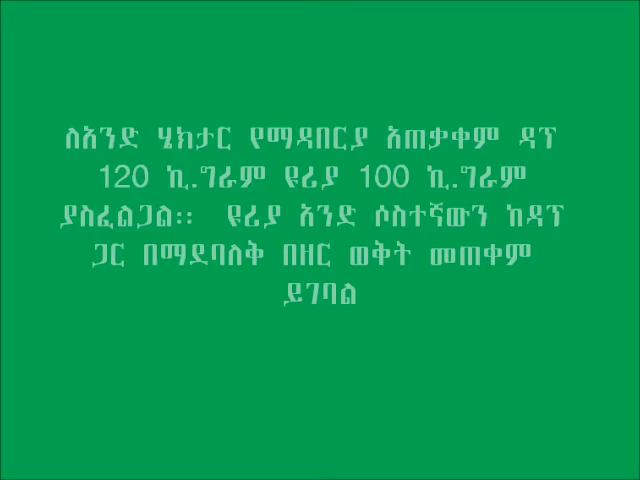 ለአንድ ሄክታር የማዳበርያ አጠቃቀም ዳፕ
120 ኪ.ግራም ዩሪያ 100 ኪ.ግራም
ያስፈልጋል፡፡ ዩሪያ አንድ ሶስተኛውን ከዳፕ
ጋር በማደባለቅ በዘር ወቅት መጠቀም
ይገባል